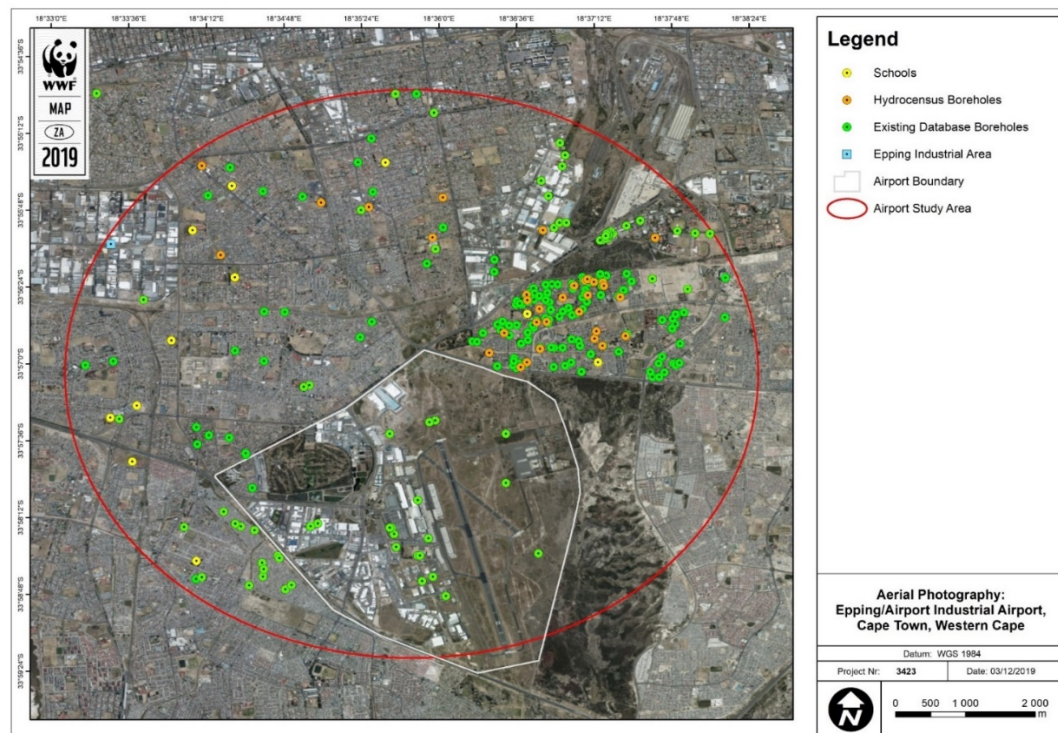 18°33'0"E 18°33'36"E 18°34'12"E 18°34'48"E 18°35'24"E 18°36'0"E 18°36'36"E 18°37'12"E 18°37'48"E 18°38'24"E
WWF
MAP
ZA
2019
33°54'36"S
33°55'12"S
33°55'48"S
33°56'24"S
33°57'0"S
33°57'36"S
33°58'12"S
33°58'48"S
33°59'24"S
Legend
Schools
Hydrocensus Boreholes
Existing Database Boreholes
Epping Industrial Area
Airport Boundary
Airport Study Area
Aerial Photography:
Epping/Airport Industrial Airport,
Cape Town, Western Cape
Datum: WGS 1984
Project Nr: 3423 Date: 03/12/2019
N
0 500 1 000 2 000
m